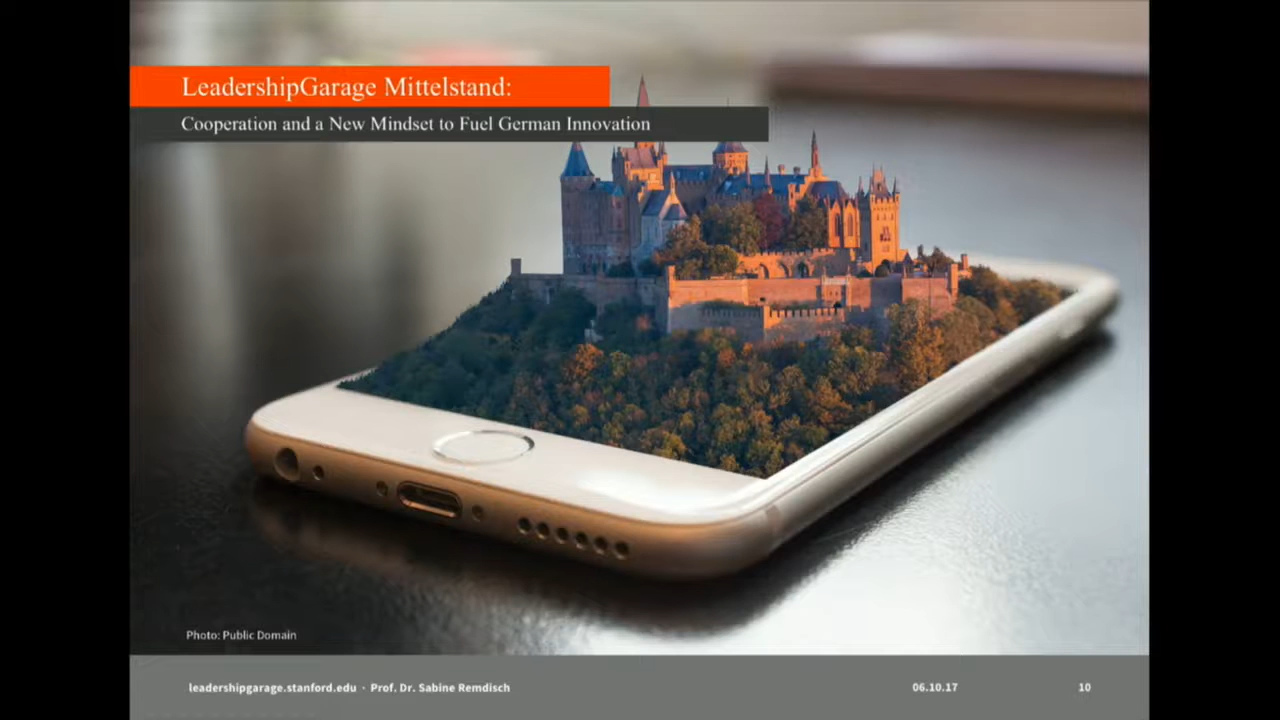 LeadershipGarage Mittelstand:
Cooperation and a New Mindset to Fuel German Innovation
Photo: Public Domain
leadershipgarage.stanford.edu · Prof. Dr. Sabine Remdisch
06.10.17
10